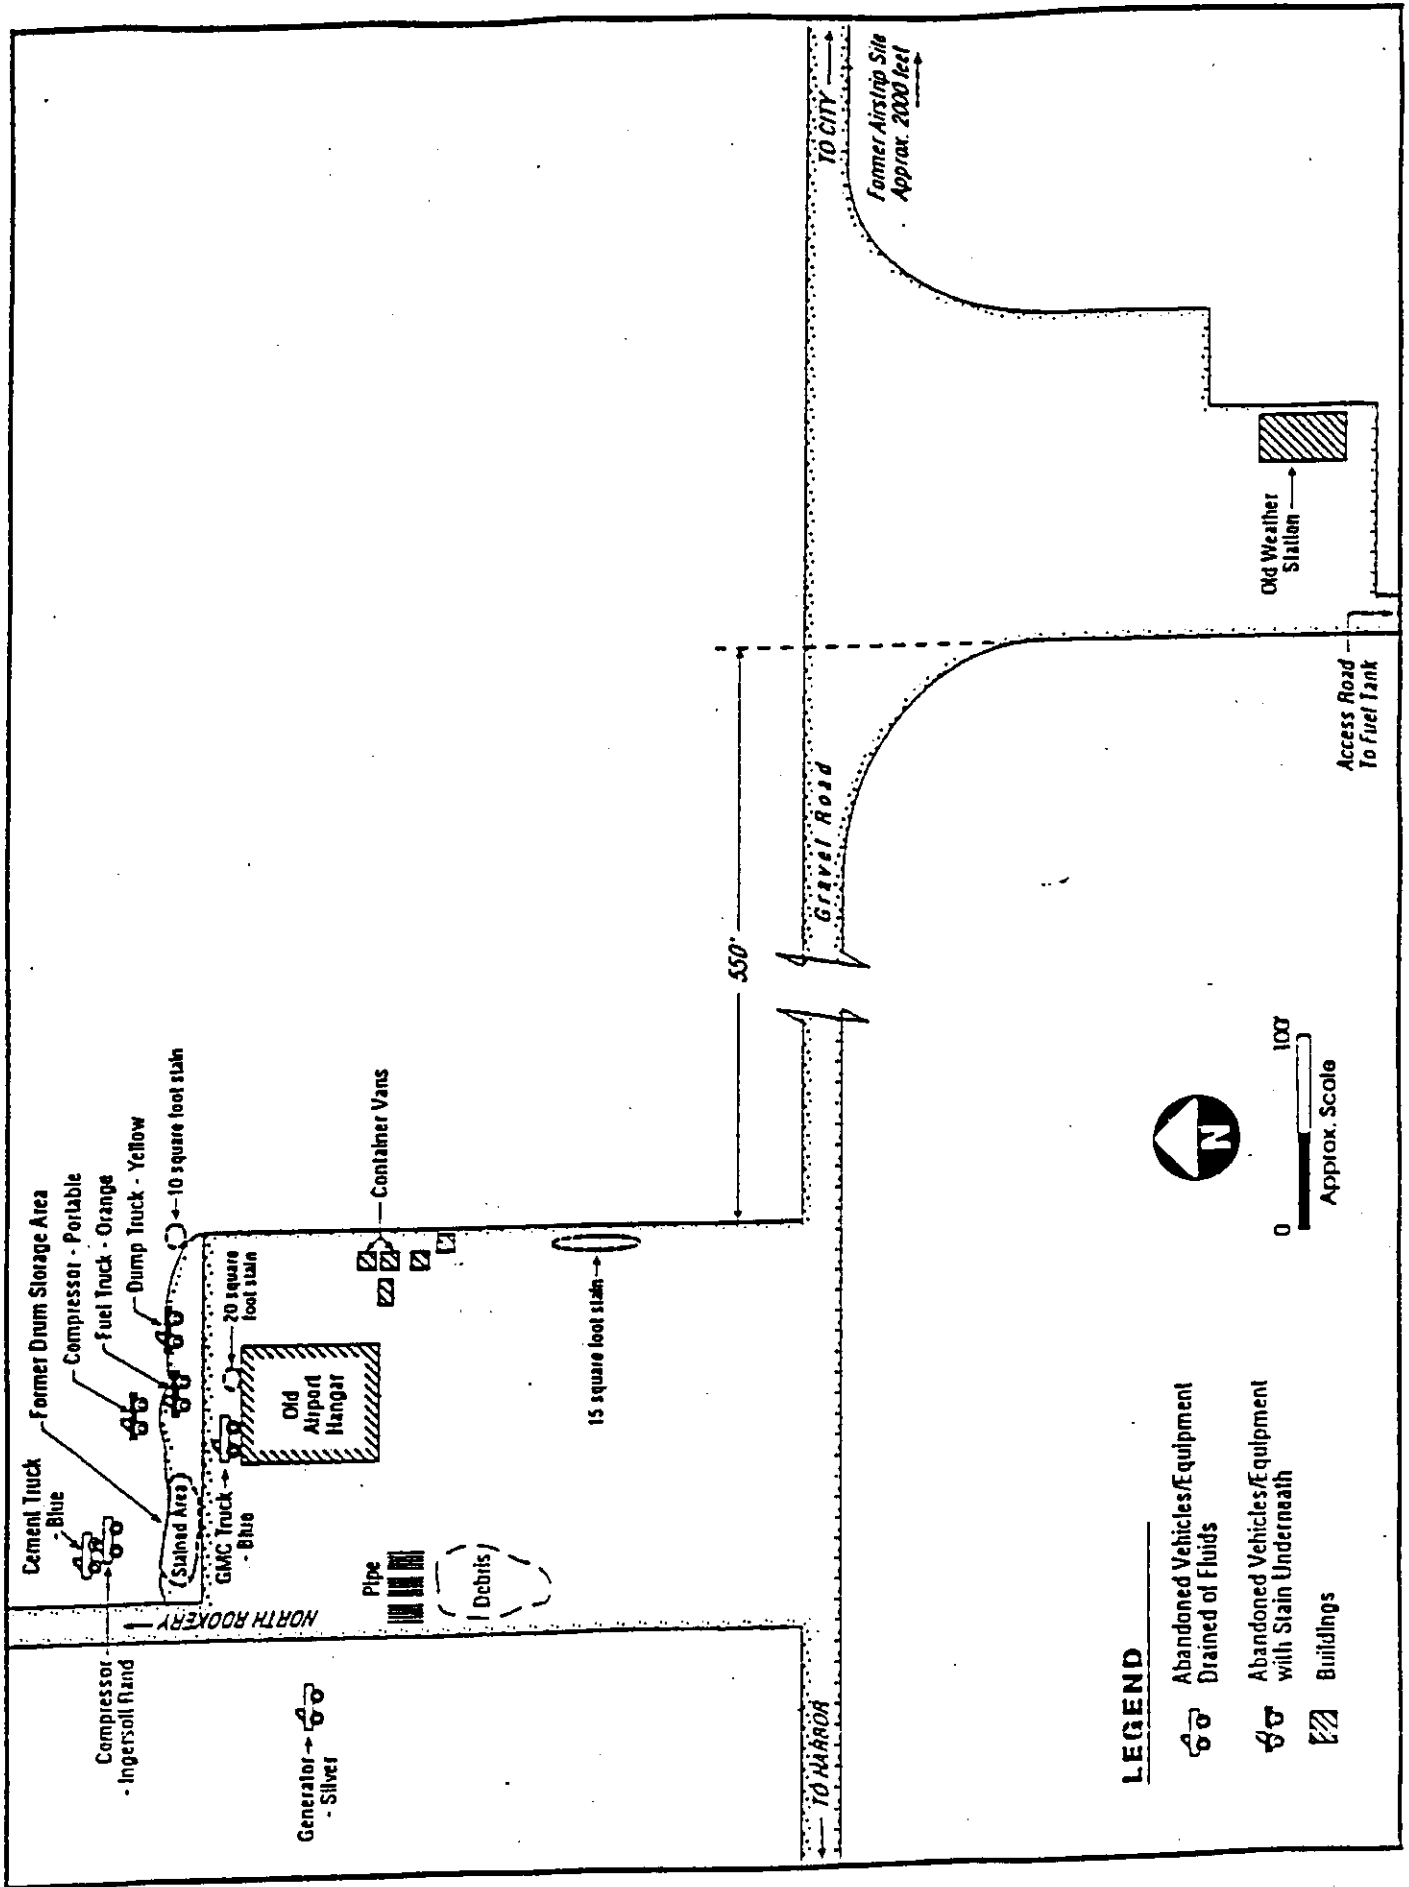 Cement Truck
- Blue
Former Drum Storage Area
Compressor - Portable
Fuel Truck - Orange
Dump Truck - Yellow
10 square foot stain
Compressor
- Ingersoll Rand
(Stained Area)
GMC Truck
- Blue
20 square
foot stain
NORTH ROOKERY
Old
Airport
Hangar
Container Vans
Generator
- Silver
Pipe
Debris
15 square foot stain
550'
TO HARBOR
Gravel Road
TO CITY
Former Airstrip Site
Approx. 2000 feet
Old Weather
Station
Access Road
To Fuel Tank
N
0 100'
Approx. Scale
LEGEND
Abandoned Vehicles/Equipment
Drained of Fluids
Abandoned Vehicles/Equipment
with Stain Underneath
Buildings